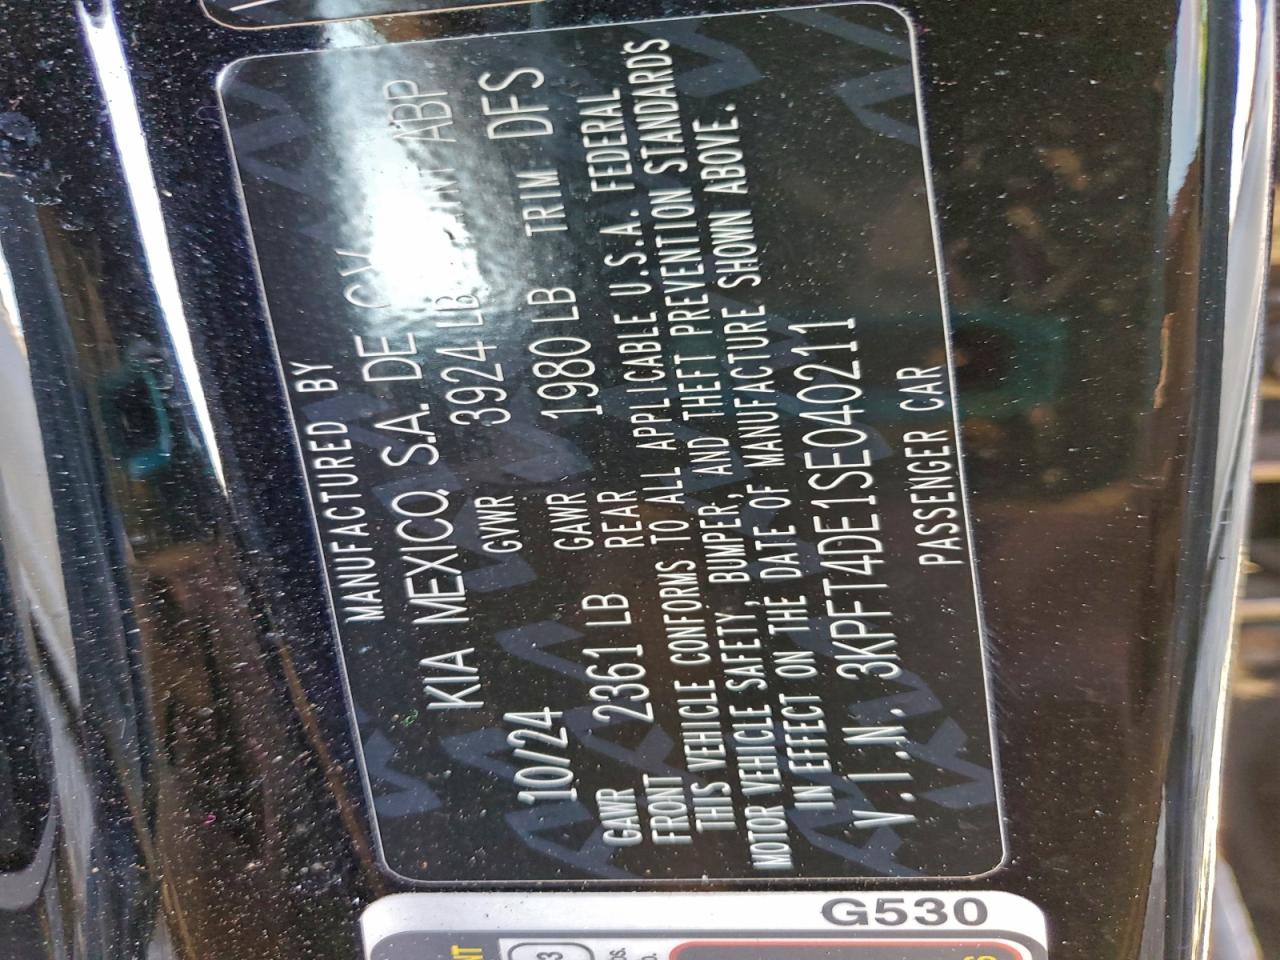 MANUFACTURED BY
KIA MEXICO, S.A. DE CV
10/24 GVWR 3924 LB ABP
GAWR FRONT 2361 LB GAWR REAR 1980 LB TRIM DFS
THIS VEHICLE CONFORMS TO ALL APPLICABLE U.S.A. FEDERAL
MOTOR VEHICLE SAFETY, BUMPER, AND THEFT PREVENTION STANDARDS
IN EFFECT ON THE DATE OF MANUFACTURE SHOWN ABOVE.
V.I.N. 3KPFT4DE1SE040211
PASSENGER CAR
G530